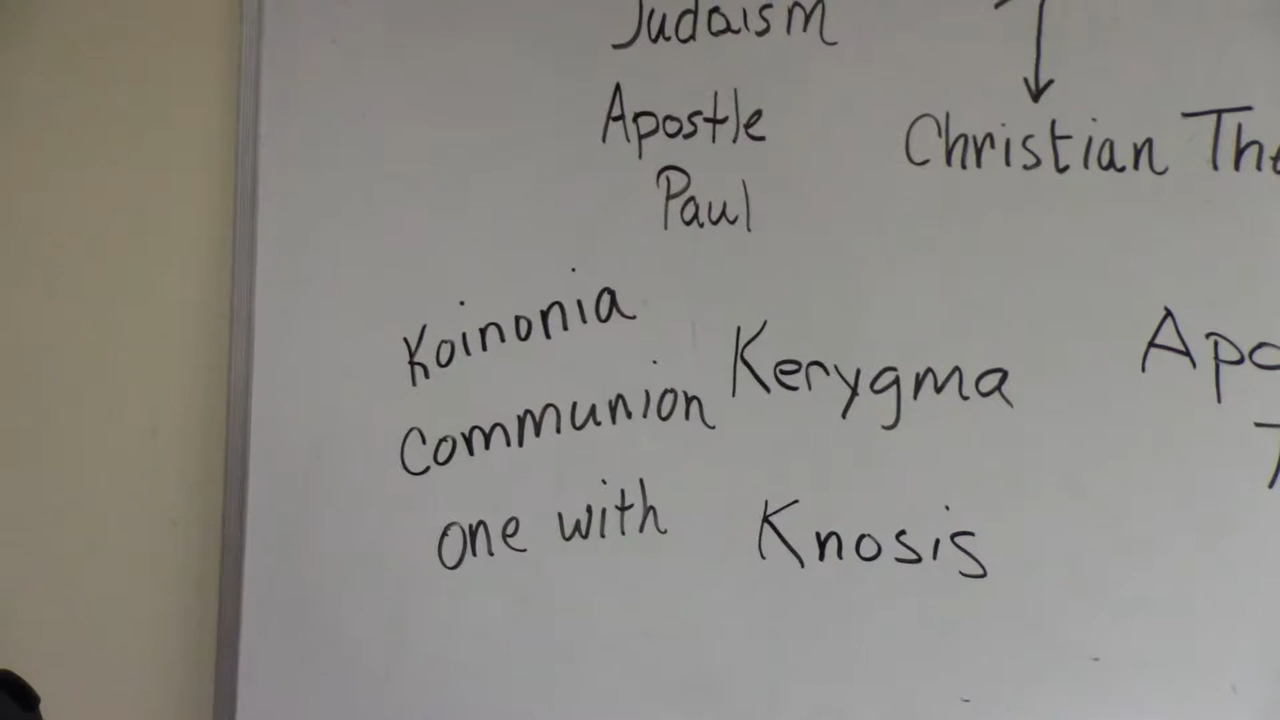 Judaism
Apostle
Paul
Christian
Koinonia
Communion
one with
Kerygma
Knosis